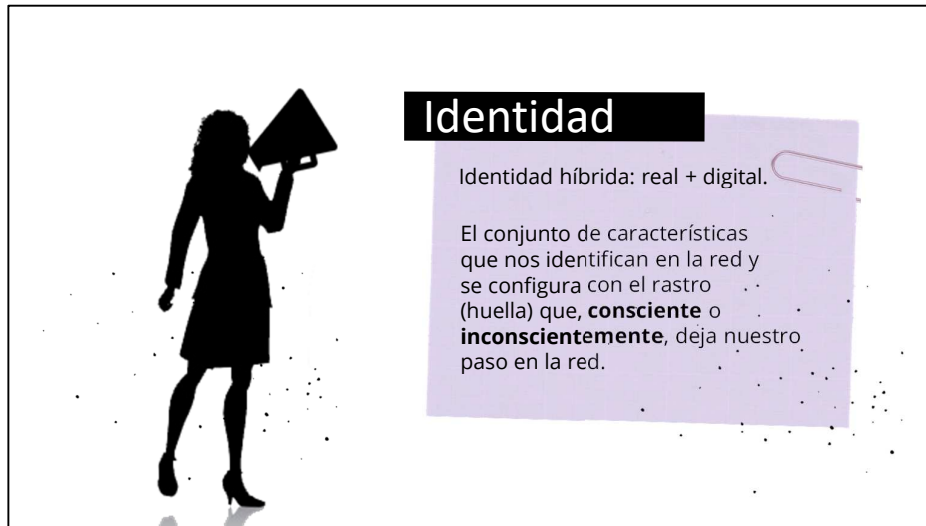 Identidad
Identidad híbrida: real + digital.
El conjunto de características
que nos identifican en la red y
se configura con el rastro
(huella) que, consciente o
inconscientemente, deja nuestro
paso en la red.